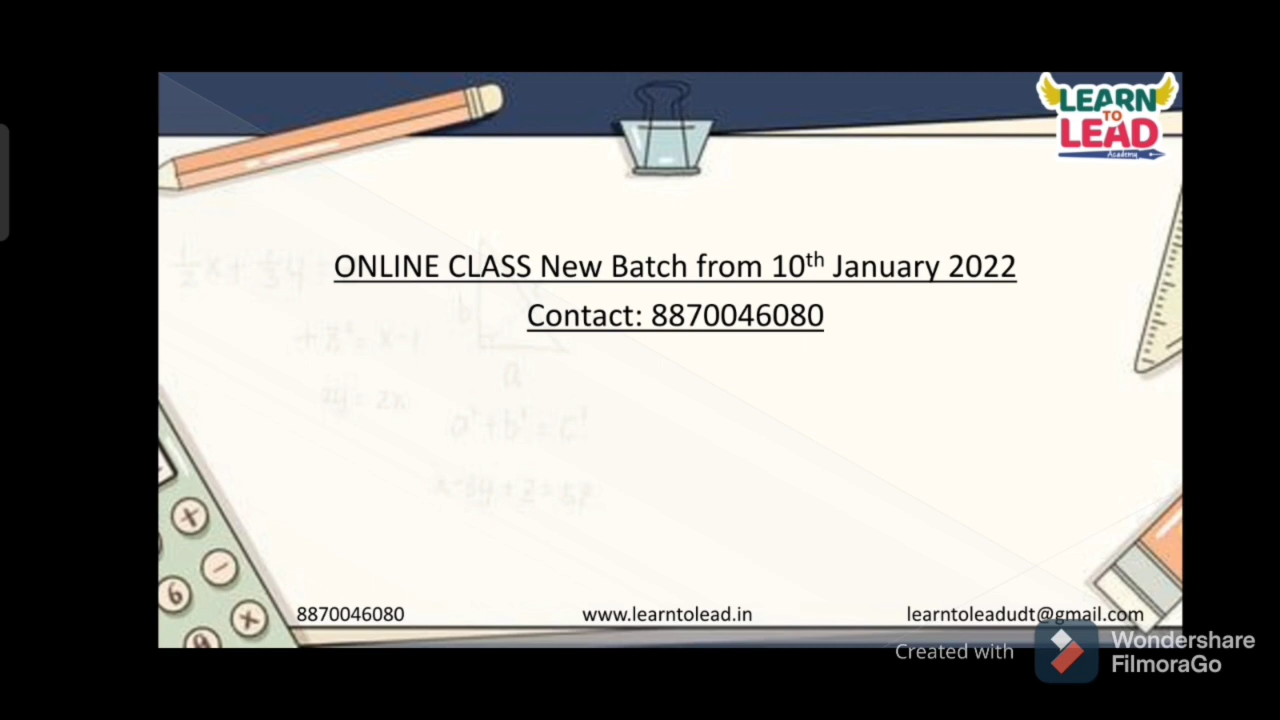 LEARN
TO
LEAD
Academy
ONLINE CLASS New Batch from 10th January 2022
Contact: 8870046080
8870046080
www.learntolead.in
learntoleadudt@gmail.com
Created with
Wondershare
FilmoraGo